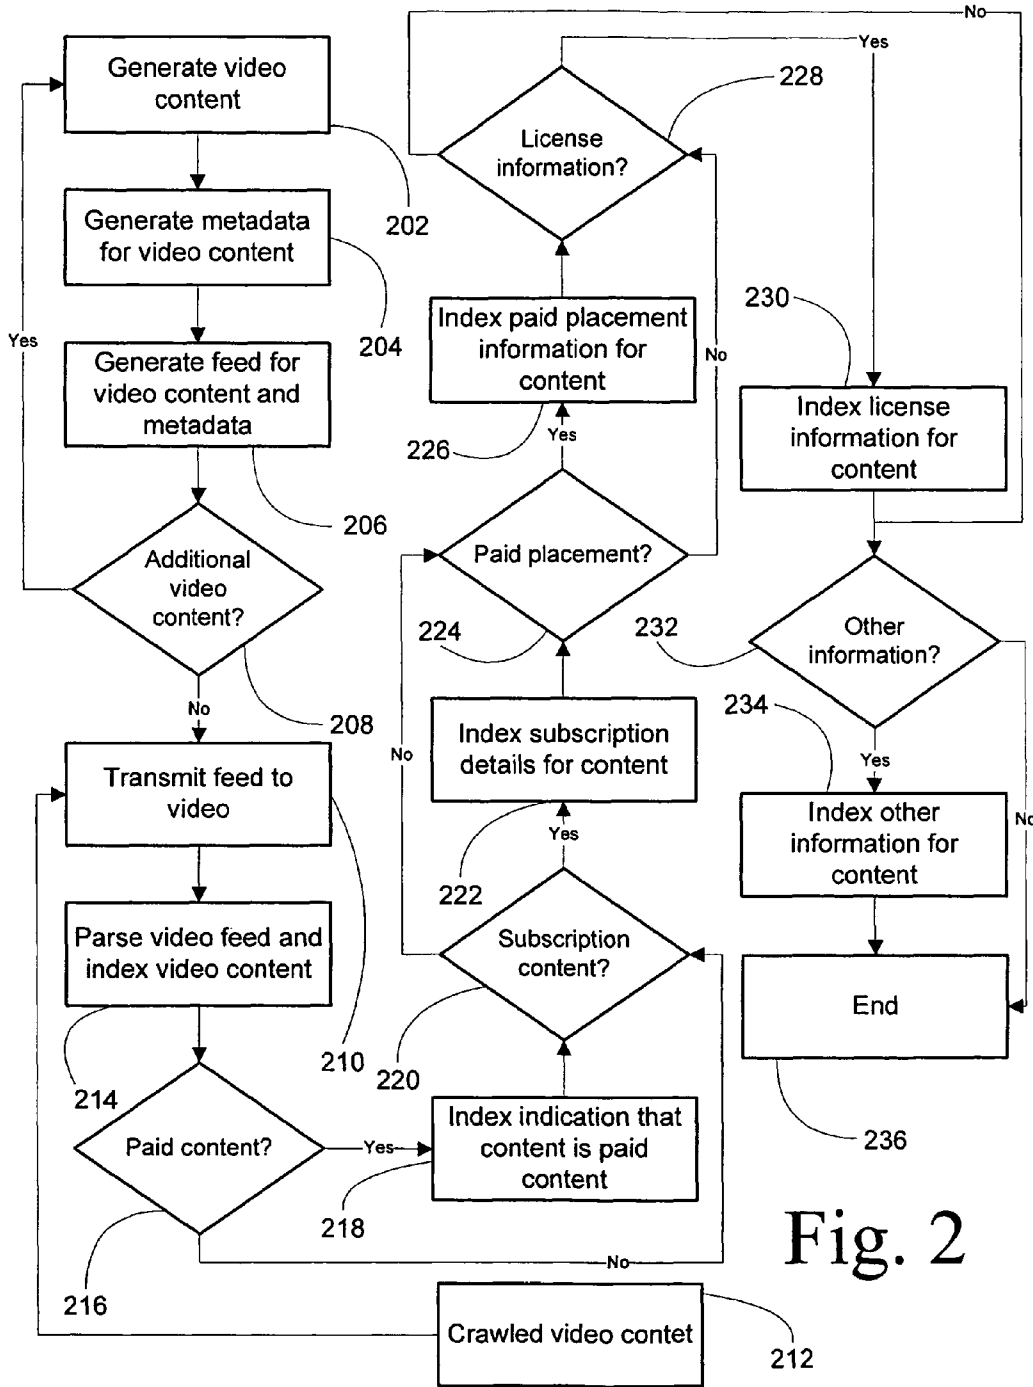 Generate video
content
202
Generate metadata
for video content
204
Generate feed for
video content and
metadata
206
Yes
Additional
video
content?
208
No
Transmit feed to
video
210
Parse video feed and
index video content
214
Paid content?
216
Yes
No
Index indication that
content is paid
content
218
Crawled video contet
212
Subscription
content?
220
Yes
No
Index subscription
details for content
222
Paid placement?
224
Yes
No
Index paid placement
information for
content
226
License
information?
228
Yes
No
Index license
information for
content
230
Other
information?
232
Yes
No
Index other
information for
content
234
End
236
Fig. 2